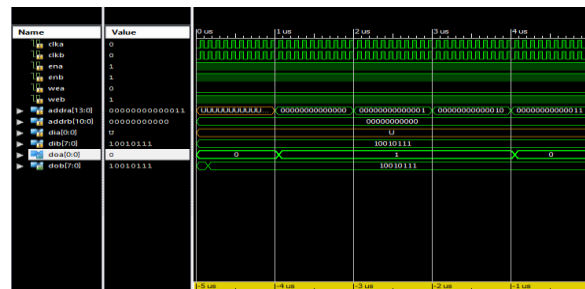 Name Value 0 us 1 us 2 us 3 us 4 us
clka 0
clkb 0
ena 1
enb 1
wea 0
web 1
addra[13:0] 00000000000011 UUUUUUUUUUU 00000000000000 00000000000001 00000000000010 00000000000011
addrb[10:0] 00000000000 00000000000
dia[0:0] U U
dib[7:0] 10010111 10010111
doa[0:0] 0 0 1 0
dob[7:0] 10010111 10010111
-5 us -4 us -3 us -2 us -1 us